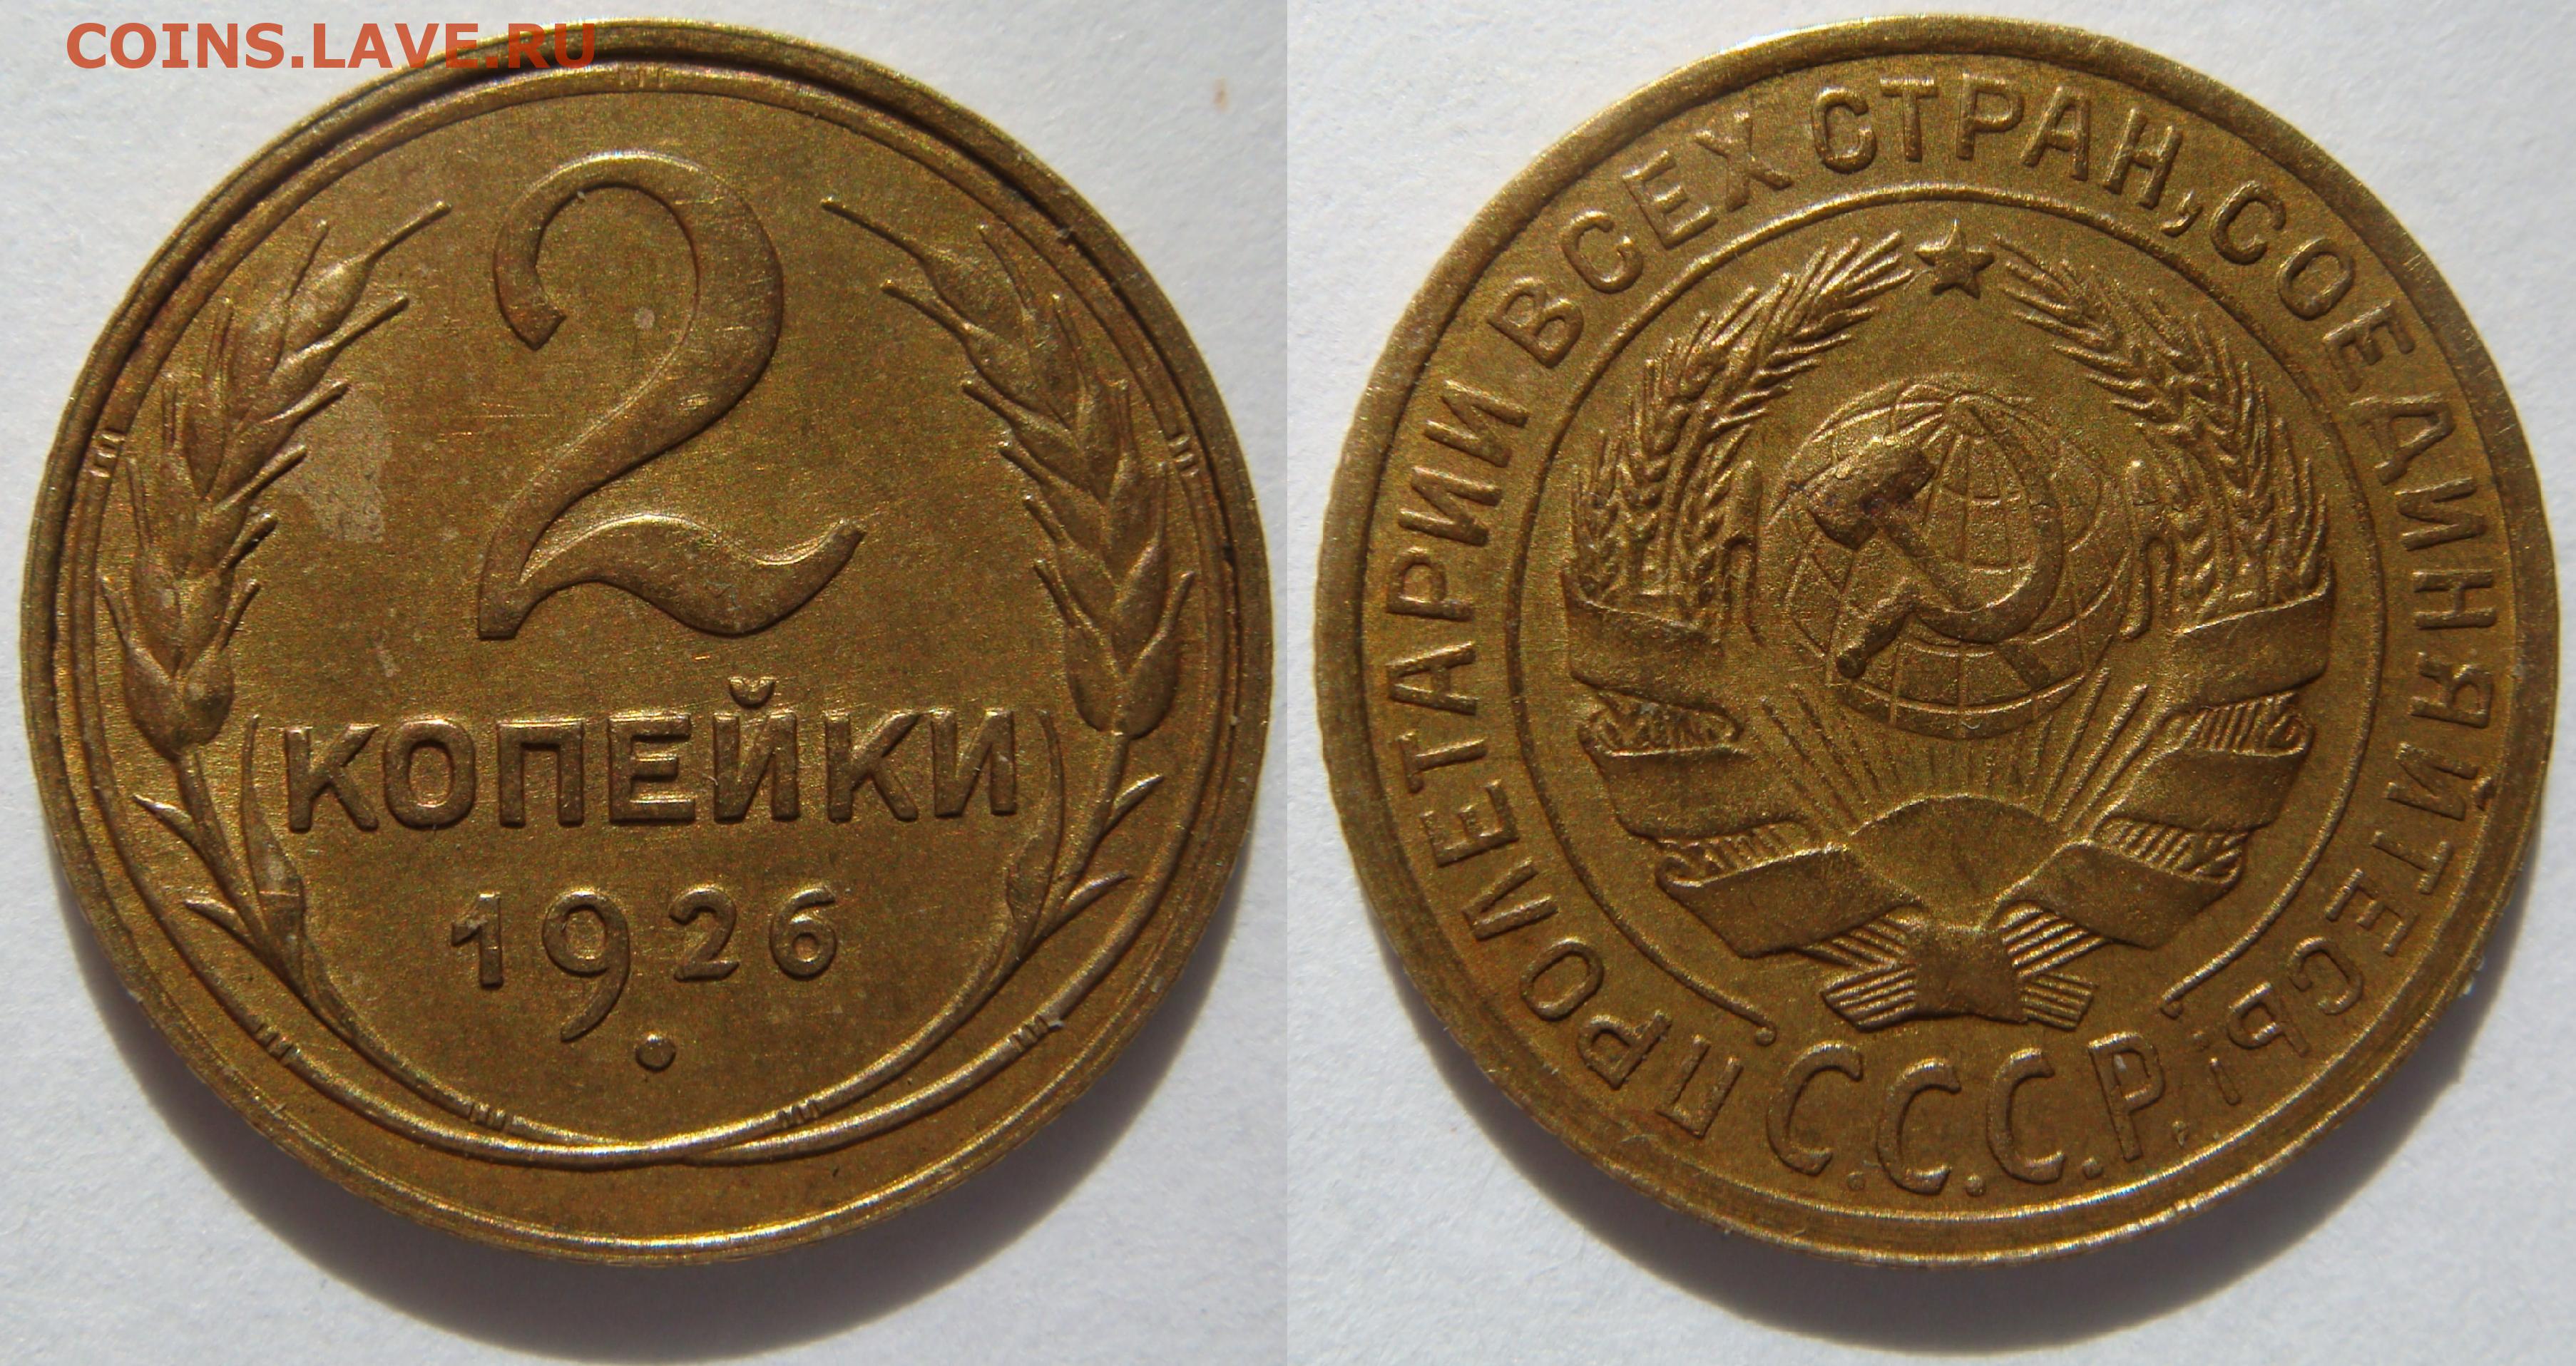 COINS.LAVE.RU
2
КОПЕЙКИ
1926
ПРОЛЕТАРИИ ВСЕХ СТРАН, СОЕДИНЯЙТЕСЬ!
С.С.С.Р.